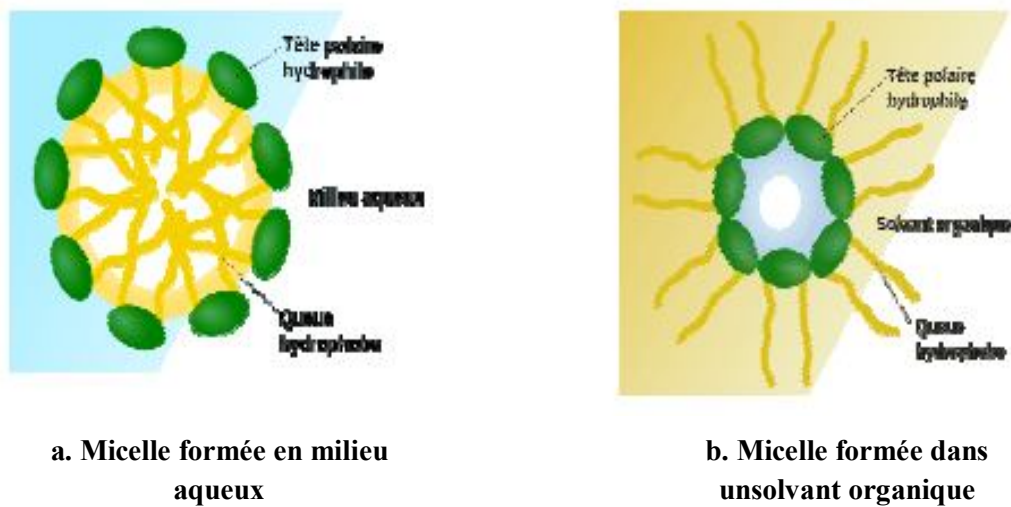 Tête polaire
hydrophile
Milieu aqueux
Queue
hydrophobe
Tête polaire
hydrophile
Solvant organique
Queue
hydrophobe
a. Micelle formée en milieu
aqueux
b. Micelle formée dans
unsolvant organique